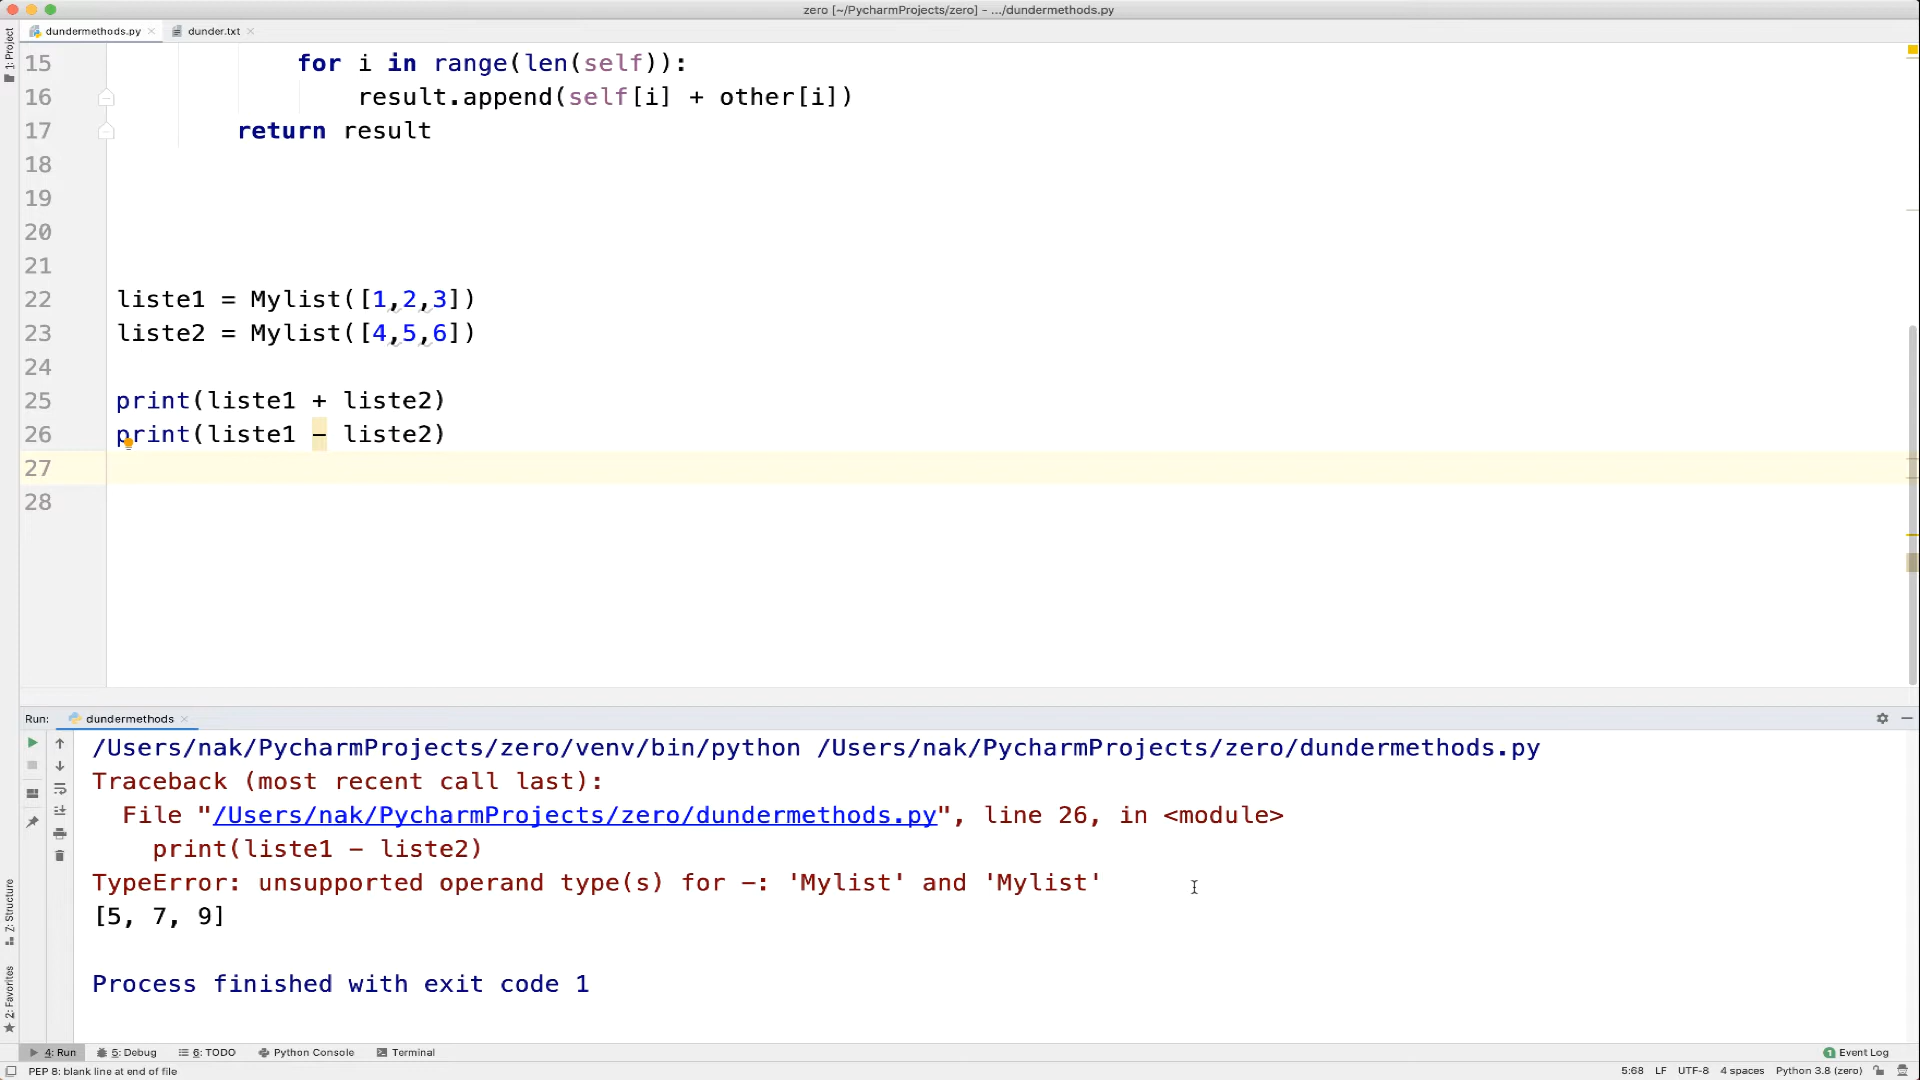 zero [~/PycharmProjects/zero] - .../dundermethods.py
dundermethods.py
dunder.txt
1: Project
15 for i in range(len(self)):
16 result.append(self[i] + other[i])
17 return result
18
19
20
21
22 liste1 = Mylist([1,2,3])
23 liste2 = Mylist([4,5,6])
24
25 print(liste1 + liste2)
26 print(liste1 - liste2)
27
28
Run: dundermethods
/Users/nak/PycharmProjects/zero/venv/bin/python /Users/nak/PycharmProjects/zero/dundermethods.py
Traceback (most recent call last):
File "/Users/nak/PycharmProjects/zero/dundermethods.py", line 26, in <module>
print(liste1 - liste2)
TypeError: unsupported operand type(s) for -: 'Mylist' and 'Mylist'
[5, 7, 9]
Process finished with exit code 1
Z: Structure
2: Favorites
4: Run 5: Debug 6: TODO Python Console Terminal 1 Event Log
PEP 8: blank line at end of file 5:68 LF UTF-8 4 spaces Python 3.8 (zero)